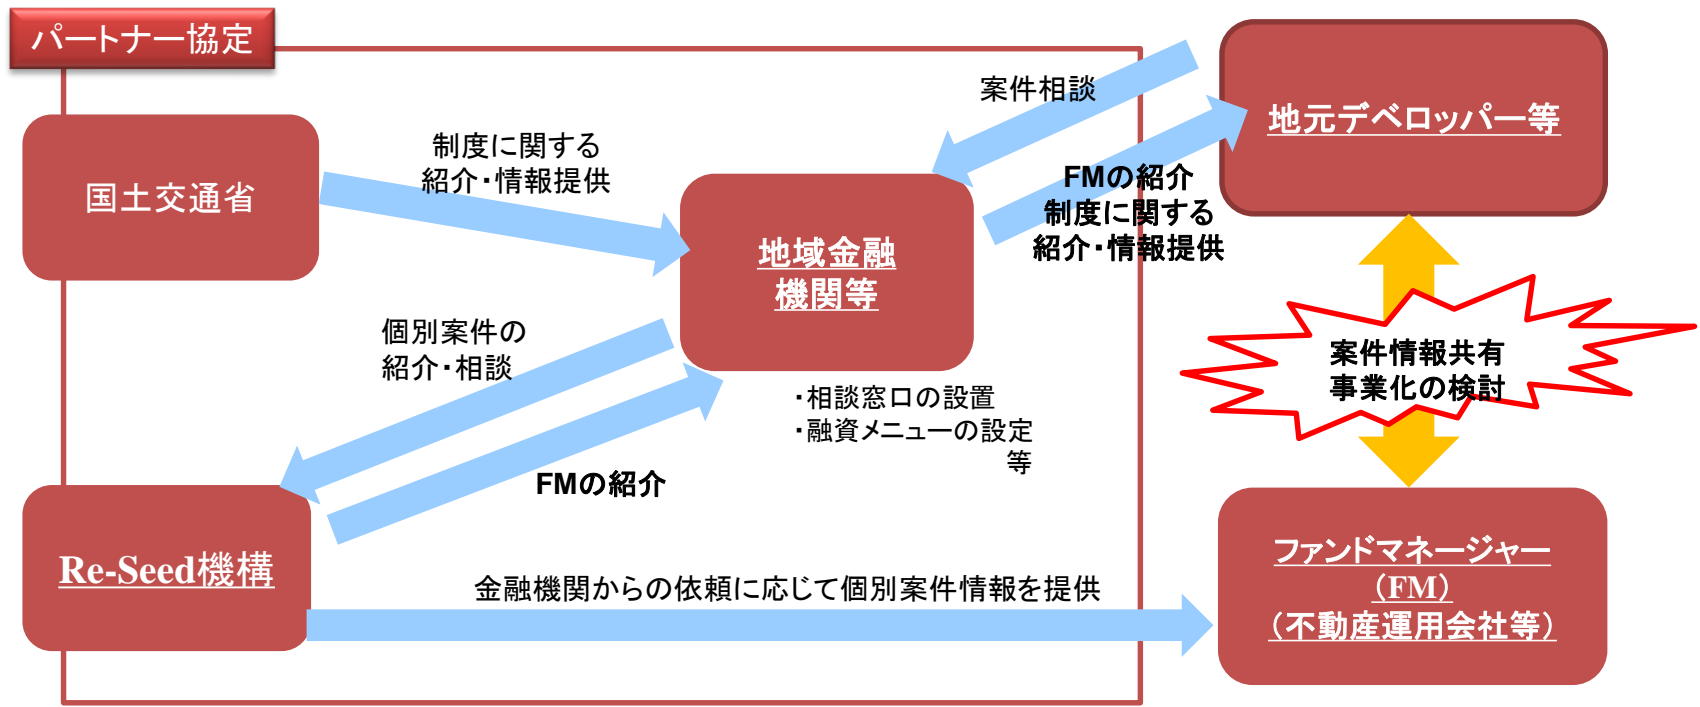 パートナー協定
国土交通省
制度に関する
紹介・情報提供
地域金融
機関等
・相談窓口の設置
・融資メニューの設定
等
案件相談
FMの紹介
制度に関する
紹介・情報提供
地元デベロッパー等
案件情報共有
事業化の検討
個別案件の
紹介・相談
FMの紹介
Re-Seed機構
金融機関からの依頼に応じて個別案件情報を提供
ファンドマネージャー
（FM）
（不動産運用会社等）